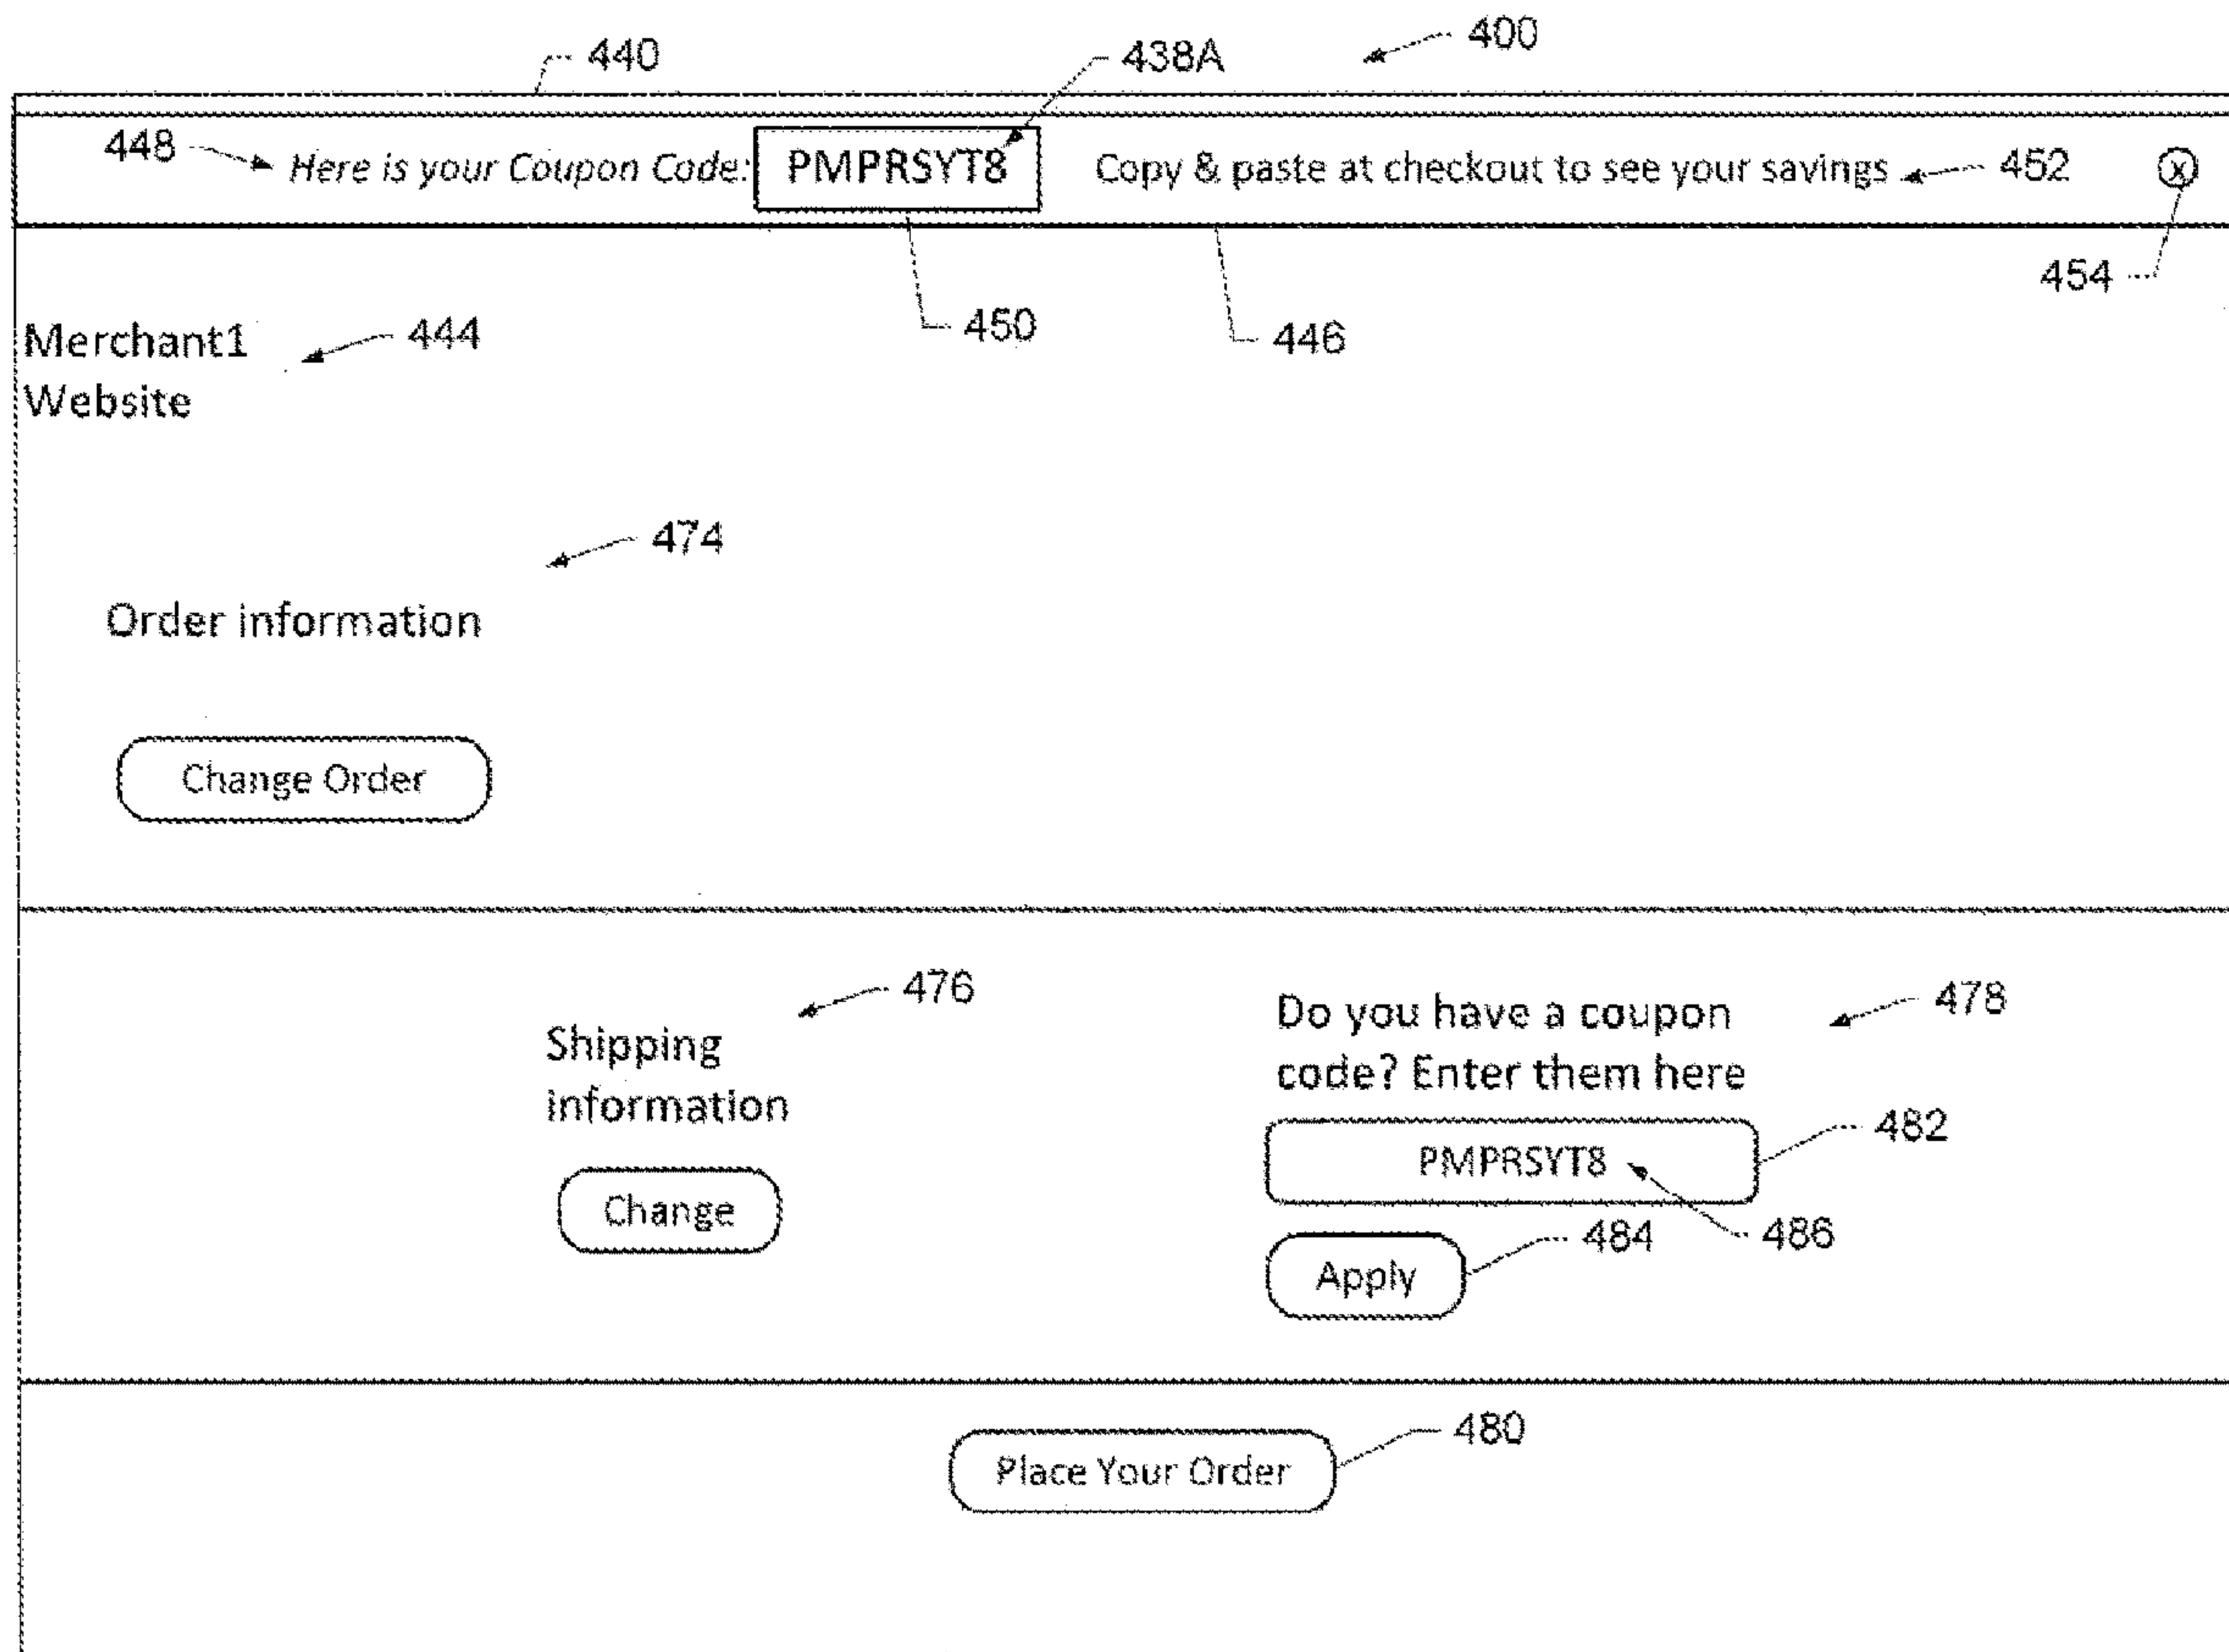 440
438A
400
448
Here is your Coupon Code:
PMPRSYT8
Copy & paste at checkout to see your savings
452
x
454
450
446
Merchant1
Website
444
474
Order information
Change Order
476
Shipping
information
Change
478
Do you have a coupon
code? Enter them here
482
PMPRSYT8
484
486
Apply
480
Place Your Order